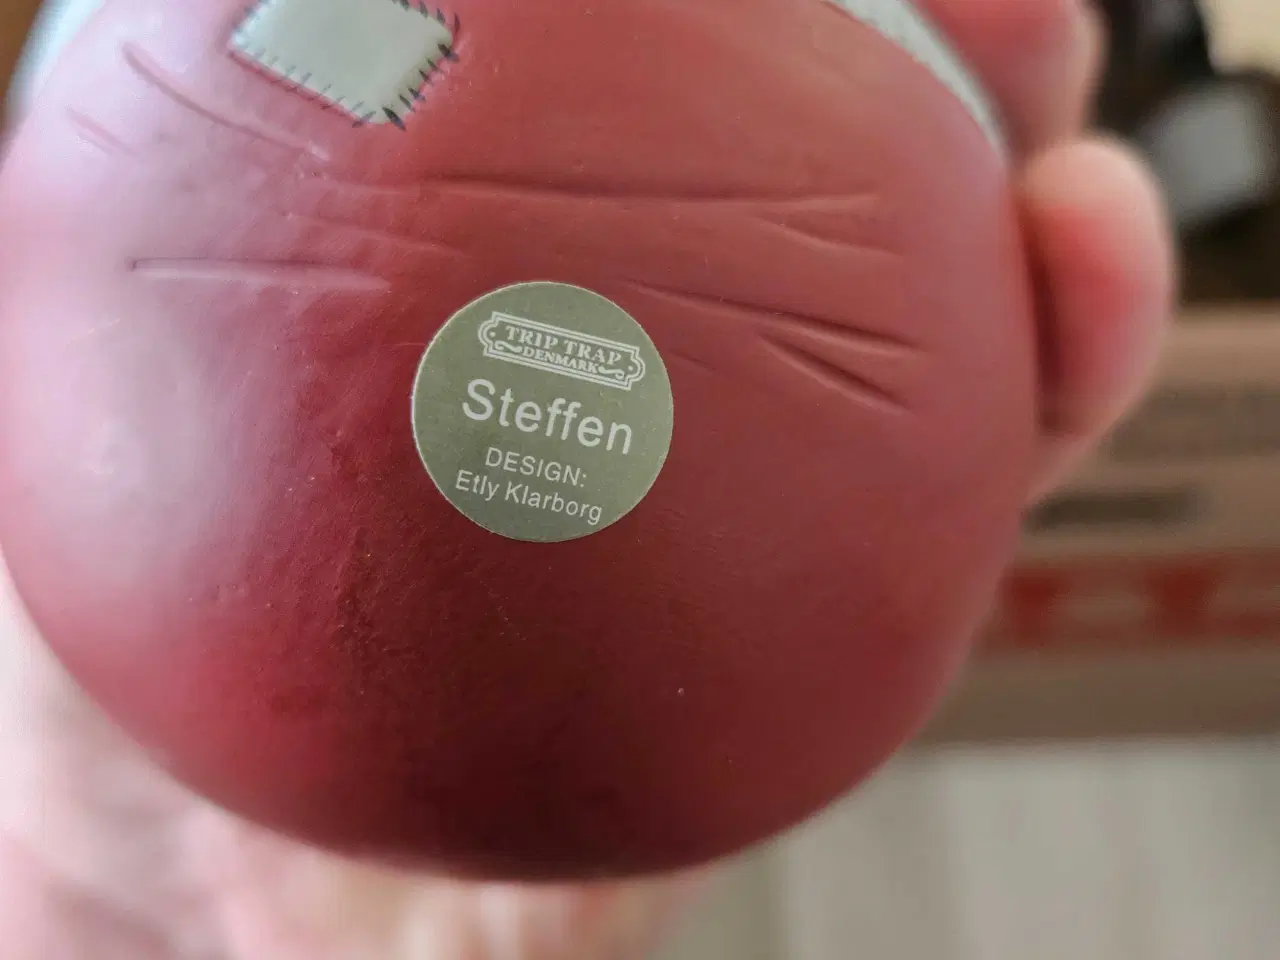 TRIP TRAP
DENMARK
Steffen
DESIGN:
Etly Klarborg